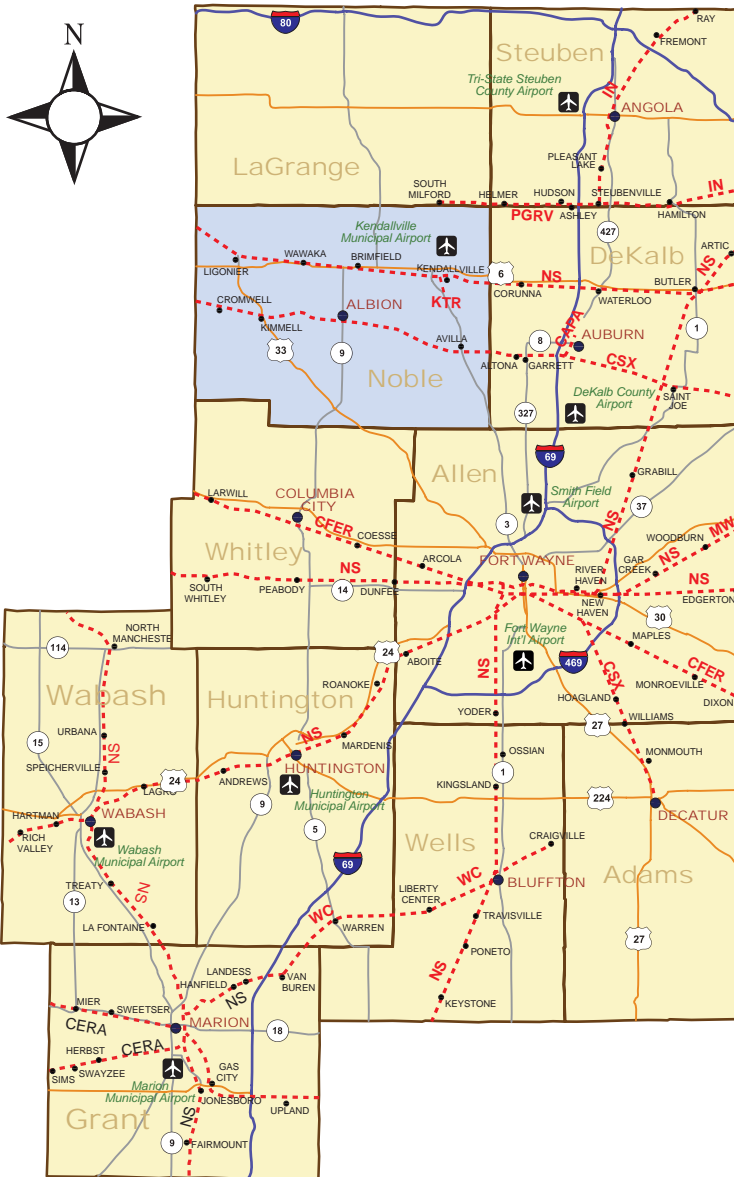 80
RAY
FREMONT
N
Steuben
Tri-State Steuben
County Airport
IN
ANGOLA
LaGrange
PLEASANT
LAKE
SOUTH
MILFORD
HELMER
HUDSON
STEUBENVILLE
IN
PGRV
ASHLEY
HAMILTON
Kendallville
Municipal Airport
427
DeKalb
ARTIC
NS
WAWAKA
BRIMFIELD
LIGONIER
KENDALLVILLE
6
NS
BUTLER
CORUNNA
WATERLOO
CROMWELL
ALBION
KTR
KIMMELL
CAPA
AUBURN
1
33
9
AVILLA
8
ALTONA
GARRETT
CSX
Noble
DeKalb County
Airport
SAINT
JOE
327
69
Allen
GRABILL
LARWILL
COLUMBIA
CITY
Smith Field
Airport
37
3
NS
CFER
COESSE
WOODBURN
MW
Whitley
FORT WAYNE
ARCOLA
RIVER
HAVEN
GAR
CREEK
NS
NS
SOUTH
WHITLEY
PEABODY
14
DUNFEE
NS
NEW
HAVEN
EDGERTON
30
NORTH
MANCHESTE
114
Fort Wayne
Int'l Airport
MAPLES
24
ABOITE
469
NS
CSX
CFER
ROANOKE
MONROEVILLE
Wabash
Huntington
HOAGLAND
DIXON
YODER
WILLIAMS
27
URBANA
15
NS
NS
MARDENIS
OSSIAN
MONMOUTH
SPEICHERVILLE
HUNTINGTON
1
24
LAGRO
ANDREWS
KINGSLAND
Huntington
Municipal Airport
224
HARTMAN
WABASH
9
DECATUR
RICH
VALLEY
5
CRAIGVILLE
Wabash
Municipal Airport
Wells
69
WC
Adams
TREATY
NS
LIBERTY
CENTER
BLUFFTON
13
WC
TRAVISVILLE
LA FONTAINE
WARREN
27
PONETO
LANDESS
NS
HANFIELD
VAN
BUREN
NS
KEYSTONE
MIER
SWEETSER
CERA
MARION
18
HERBST
CERA
SIMS
SWAYZEE
GAS
CITY
Marion
Municipal Airport
JONESBORO
UPLAND
Grant
NS
9
FAIRMOUNT